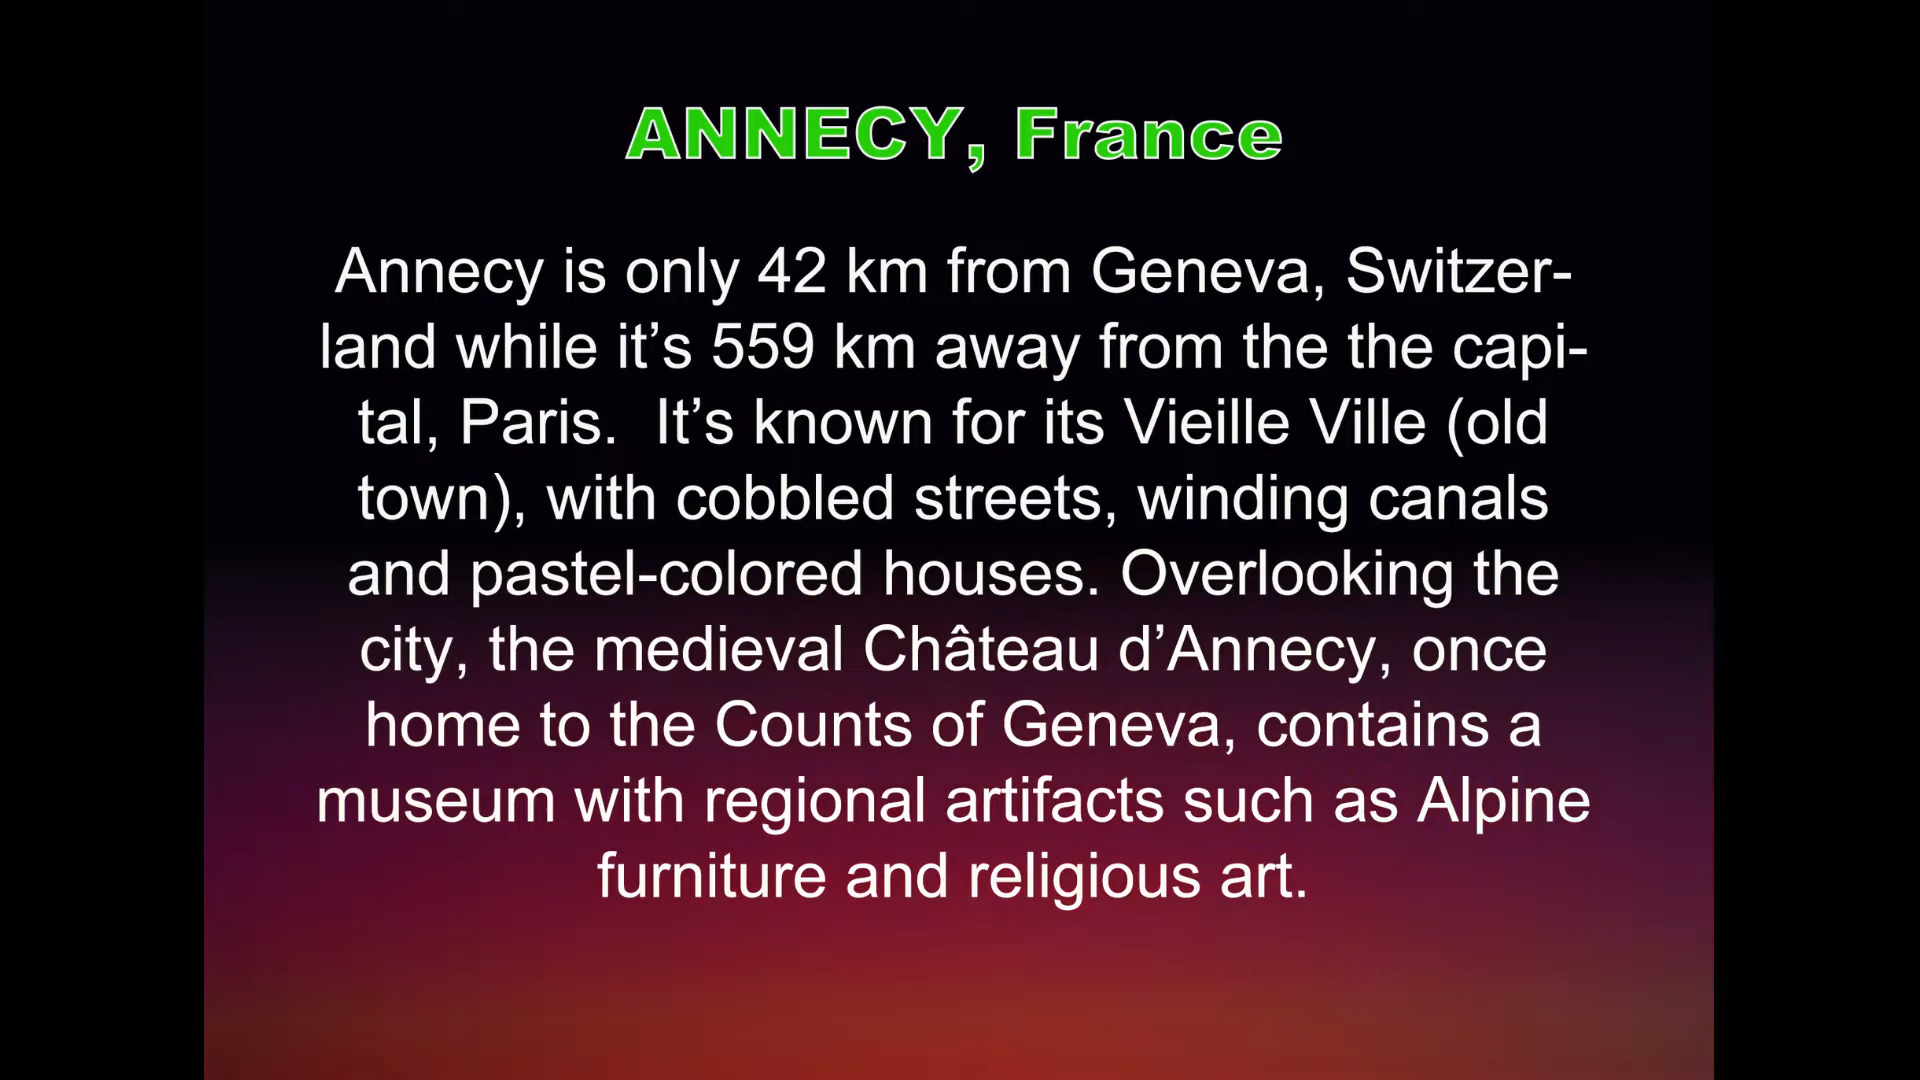 ANNECY, France
Annecy is only 42 km from Geneva, Switzer-
land while it’s 559 km away from the the capi-
tal, Paris.  It’s known for its Vieille Ville (old
town), with cobbled streets, winding canals
and pastel-colored houses. Overlooking the
city, the medieval Château d’Annecy, once
home to the Counts of Geneva, contains a
museum with regional artifacts such as Alpine
furniture and religious art.